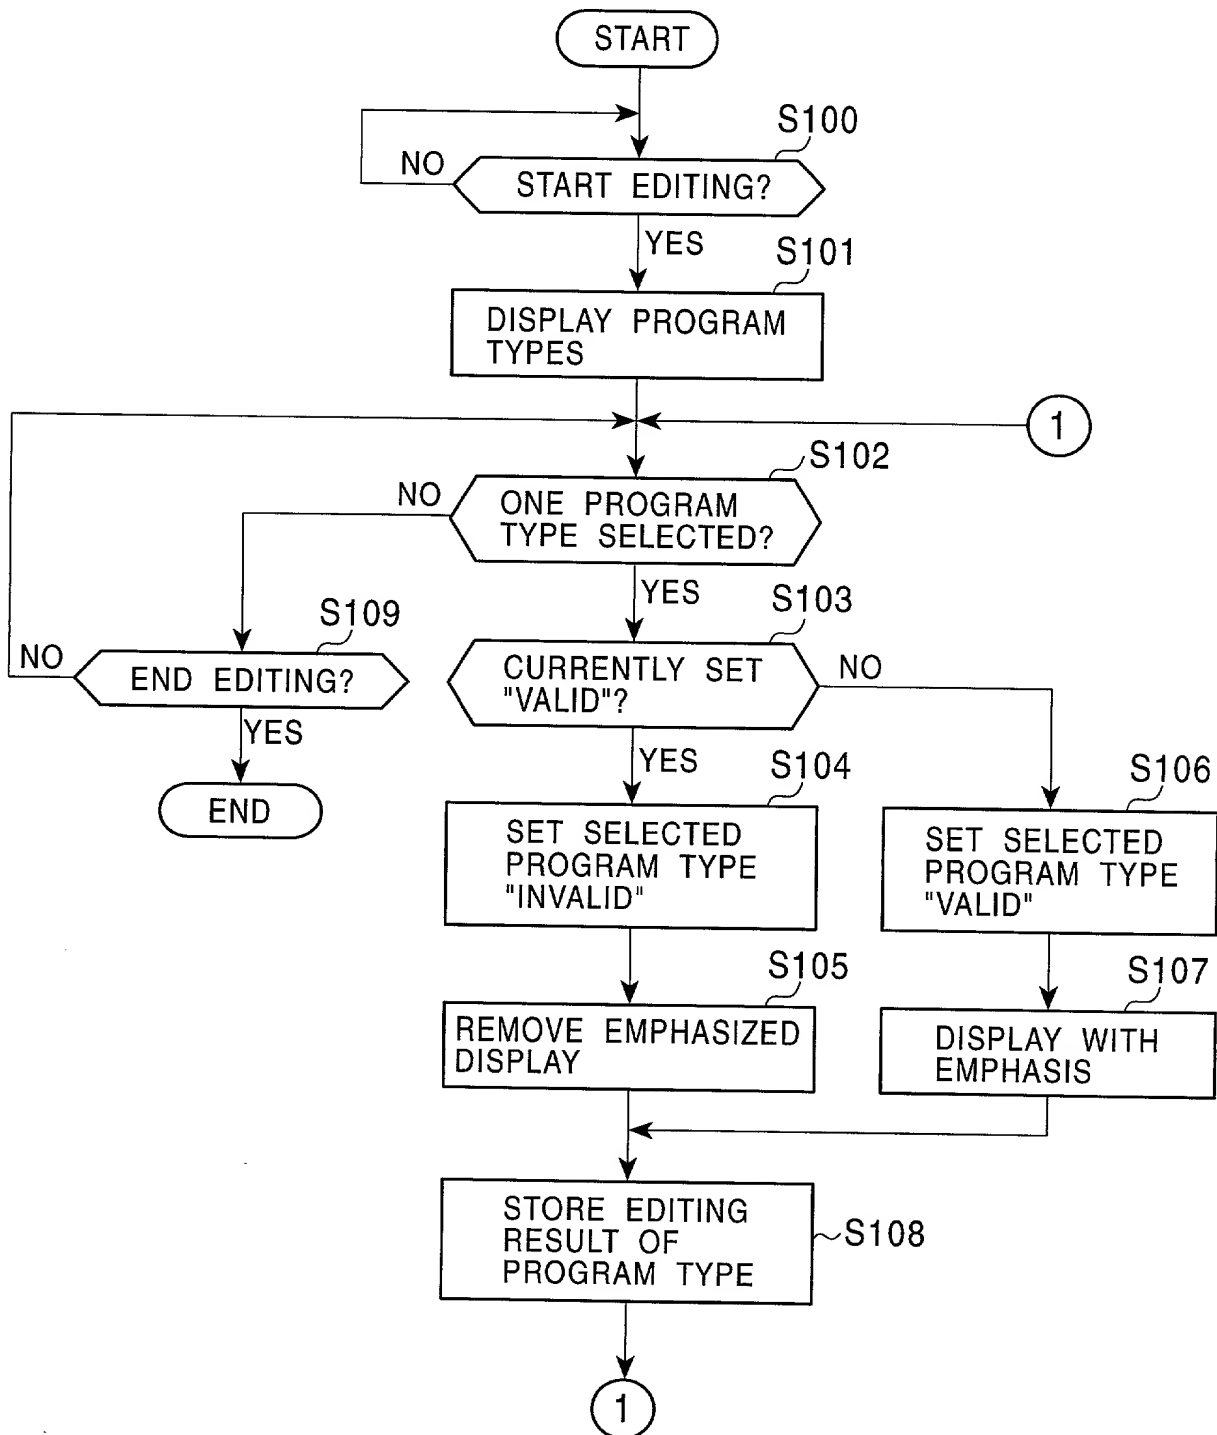 START
S100
NO
START EDITING?
YES
S101
DISPLAY PROGRAM
TYPES
1
S102
NO
ONE PROGRAM
TYPE SELECTED?
YES
S103
S109
NO
END EDITING?
CURRENTLY SET
"VALID"?
NO
YES
YES
S104
S106
END
SET SELECTED
PROGRAM TYPE
"INVALID"
SET SELECTED
PROGRAM TYPE
"VALID"
S105
S107
REMOVE EMPHASIZED
DISPLAY
DISPLAY WITH
EMPHASIS
STORE EDITING
RESULT OF
PROGRAM TYPE
S108
1